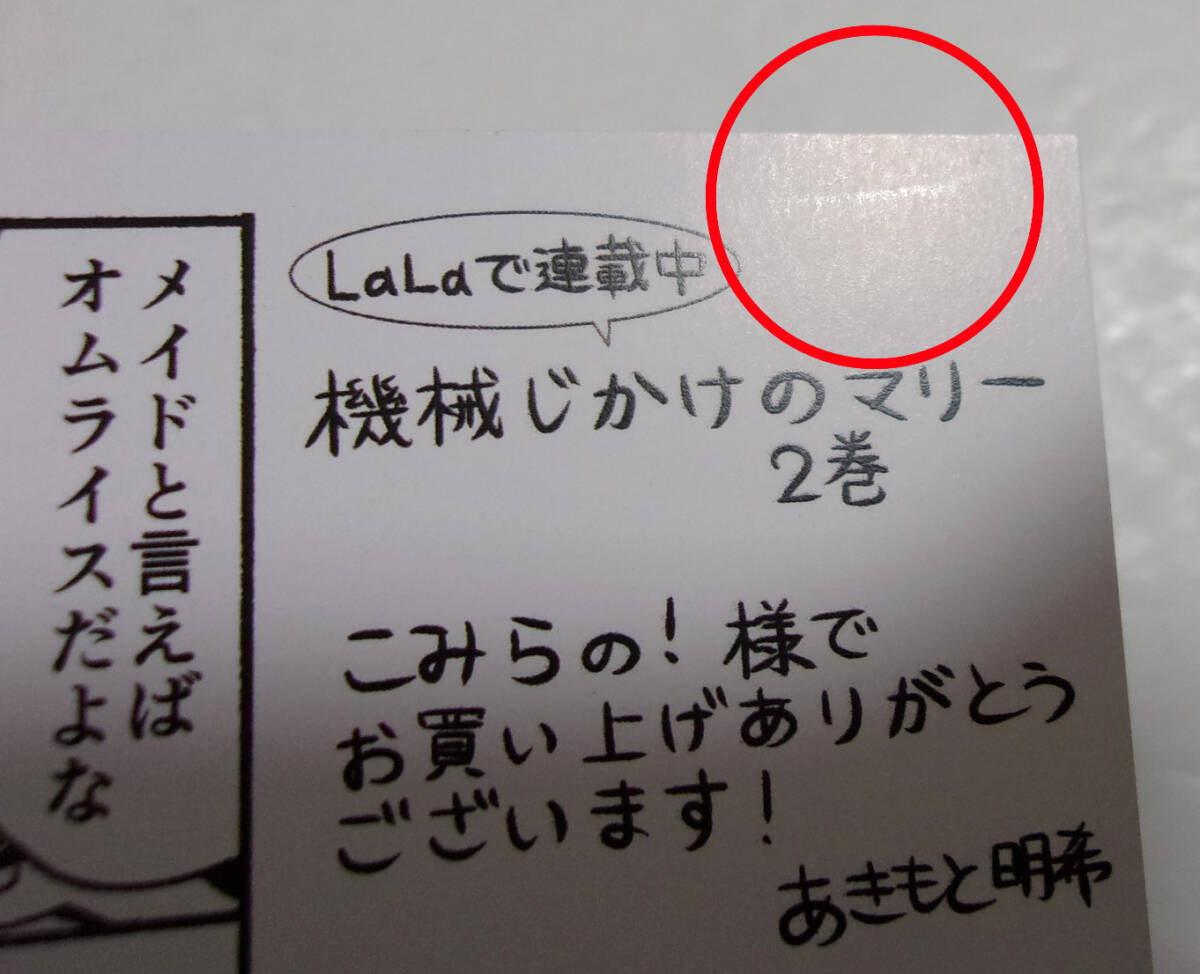 メイドと言えば
オムライスだよな
LaLaで連載中
機械じかけのマリー
2巻
こみらの！様で
お買い上げありがとう
ございます！
あきもと明希